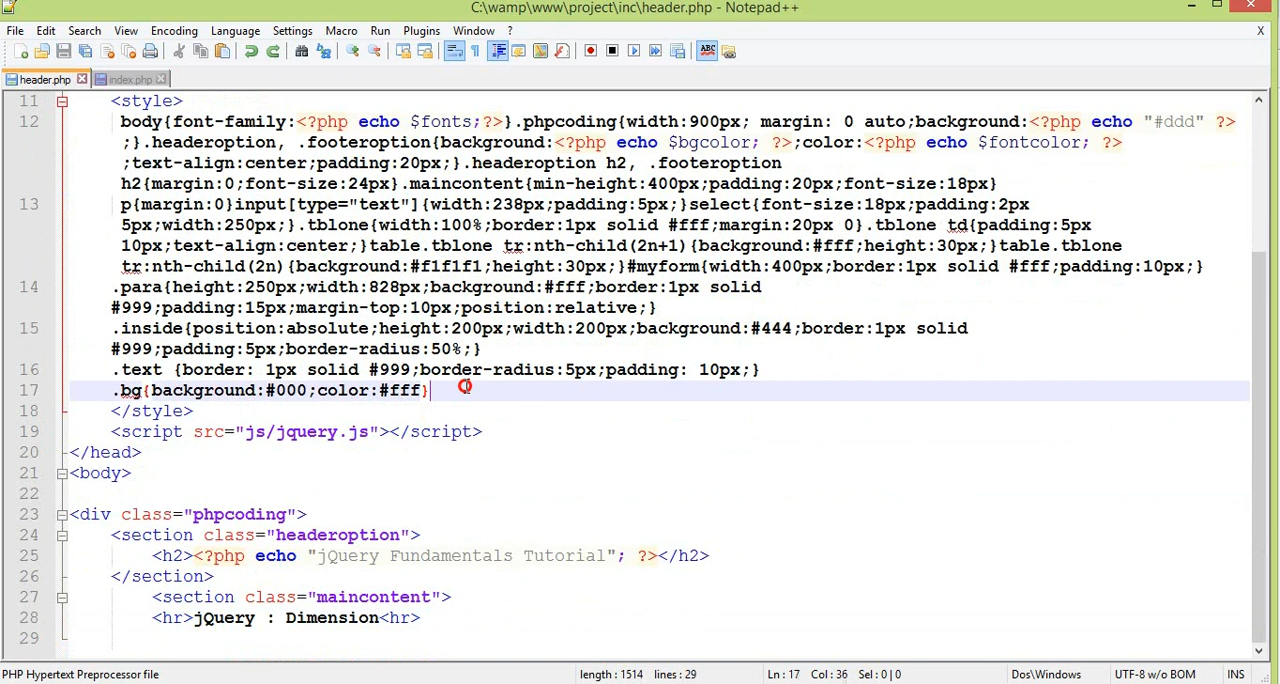 C:\wamp\www\project\inc\header.php - Notepad++
File Edit Search View Encoding Language Settings Macro Run Plugins Window ? X
ABC
header.php index.php
11 <style>
12 body{font-family:<?php echo $fonts;?>}.phpcoding{width:900px; margin: 0 auto;background:<?php echo "#ddd" ?>
;}.headeroption, .footeroption{background:<?php echo $bgcolor; ?>;color:<?php echo $fontcolor; ?>
;text-align:center;padding:20px;}.headeroption h2, .footeroption
h2{margin:0;font-size:24px}.maincontent{min-height:400px;padding:20px;font-size:18px}
13 p{margin:0}input[type="text"]{width:238px;padding:5px;}select{font-size:18px;padding:2px
5px;width:250px;}.tblone{width:100%;border:1px solid #fff;margin:20px 0}.tblone td{padding:5px
10px;text-align:center;}table.tblone tr:nth-child(2n+1){background:#fff;height:30px;}table.tblone
tr:nth-child(2n){background:#f1f1f1;height:30px;}#myform{width:400px;border:1px solid #fff;padding:10px;}
14 .para{height:250px;width:828px;background:#fff;border:1px solid
#999;padding:15px;margin-top:10px;position:relative;}
15 .inside{position:absolute;height:200px;width:200px;background:#444;border:1px solid
#999;padding:5px;border-radius:50%;}
16 .text {border: 1px solid #999;border-radius:5px;padding: 10px;}
17 .bg{background:#000;color:#fff}
18 </style>
19 <script src="js/jquery.js"></script>
20 </head>
21 <body>
22
23 <div class="phpcoding">
24 <section class="headeroption">
25 <h2><?php echo "jQuery Fundamentals Tutorial"; ?></h2>
26 </section>
27 <section class="maincontent">
28 <hr>jQuery : Dimension<hr>
29
PHP Hypertext Preprocessor file length : 1514 lines : 29 Ln : 17 Col : 36 Sel : 0 | 0 Dos\Windows UTF-8 w/o BOM INS